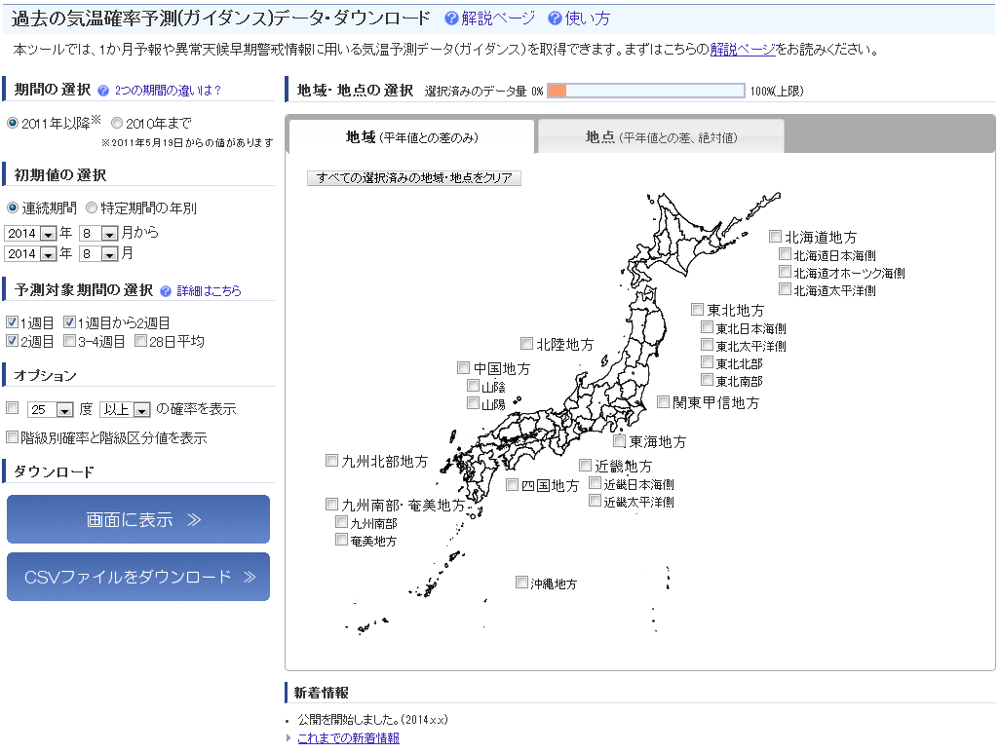 過去の気温確率予測(ガイダンス)データ・ダウンロード ?解説ページ ?使い方
本ツールでは、1か月予報や異常天候早期警戒情報に用いる気温予測データ(ガイダンス)を取得できます。まずはこちらの解説ページをお読みください。
期間の選択 ? 2つの期間の違いは？
2011年以降※ 2010年まで
※2011年5月19日からの値があります
初期値の選択
連続期間 特定期間の年別
2014 年 8 月から
2014 年 8 月
予測対象期間の選択 ? 詳細はこちら
1週目 1週目から2週目
2週目 3-4週目 28日平均
オプション
25 度 以上 の確率を表示
階級別確率と階級区分値を表示
ダウンロード
画面に表示 ≫
CSVファイルをダウンロード ≫
地域・地点の選択 選択済みのデータ量 0% 100%(上限)
地域 (平年値との差のみ) 地点 (平年値との差、絶対値)
すべての選択済みの地域・地点をクリア
北海道地方
北海道日本海側
北海道オホーツク海側
北海道太平洋側
東北地方
東北日本海側
東北太平洋側
東北北部
東北南部
北陸地方
中国地方
山陰
山陽
関東甲信地方
東海地方
九州北部地方
近畿地方
近畿日本海側
近畿太平洋側
四国地方
九州南部・奄美地方
九州南部
奄美地方
沖縄地方
新着情報
・ 公開を開始しました。(2014xx)
これまでの新着情報